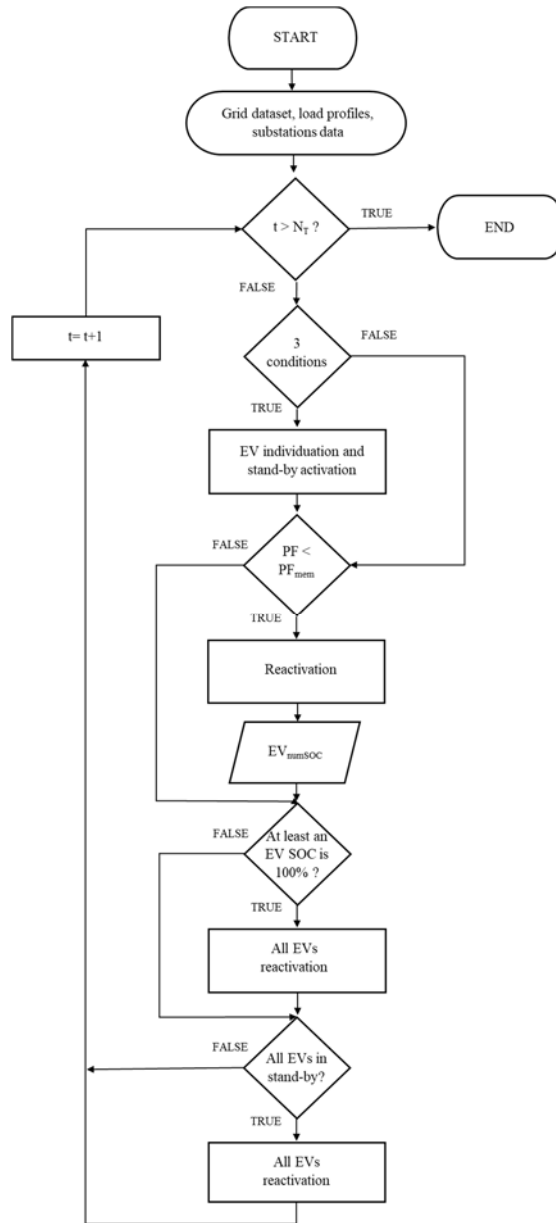 START
Grid dataset, load profiles,
substations data
t > N_T ?
TRUE
END
FALSE
t= t+1
3
conditions
FALSE
TRUE
EV individuation and
stand-by activation
FALSE
PF <
PF_mem
TRUE
Reactivation
EV_numSOC
FALSE
At least an
EV SOC is
100% ?
TRUE
All EVs
reactivation
FALSE
All EVs in
stand-by?
TRUE
All EVs
reactivation